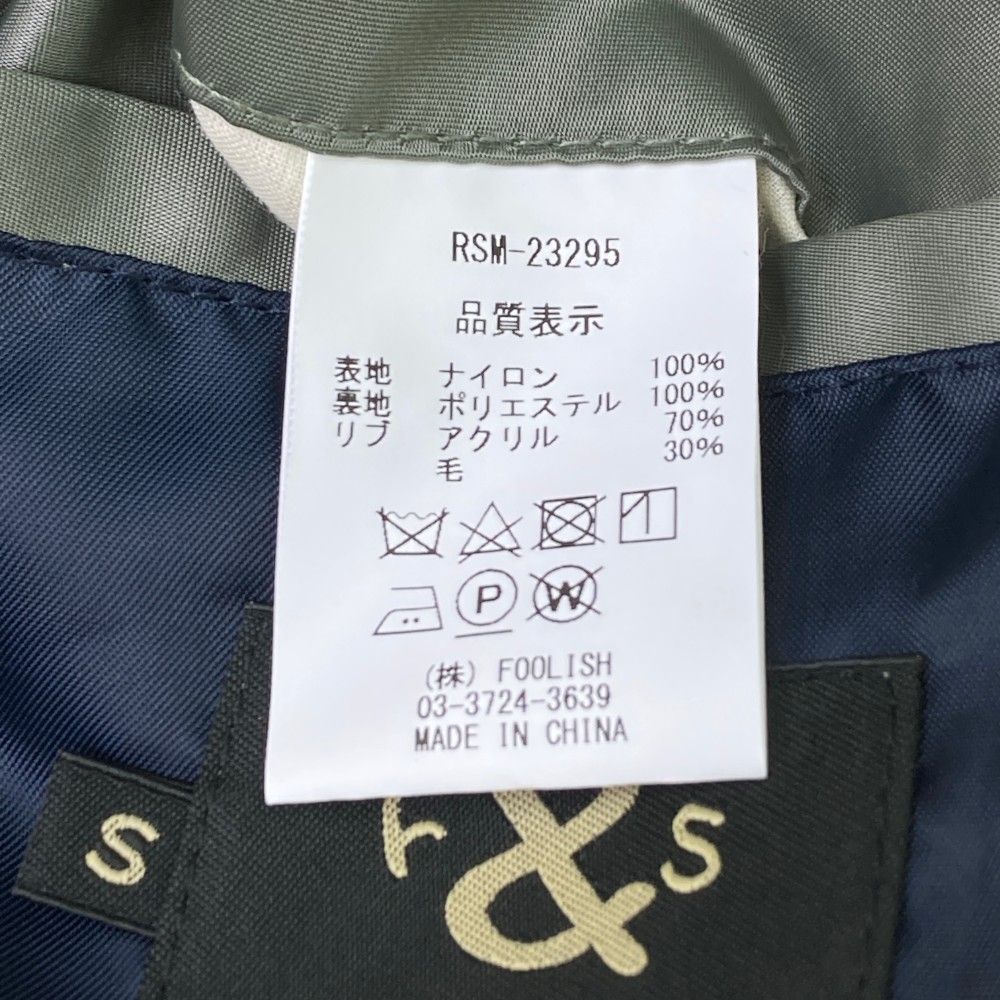 RSM-23295
品質表示
表地 ナイロン 100%
裏地 ポリエステル 100%
リブ アクリル 70%
毛 30%
P W
(株) FOOLISH
03-3724-3639
MADE IN CHINA
S
r & s